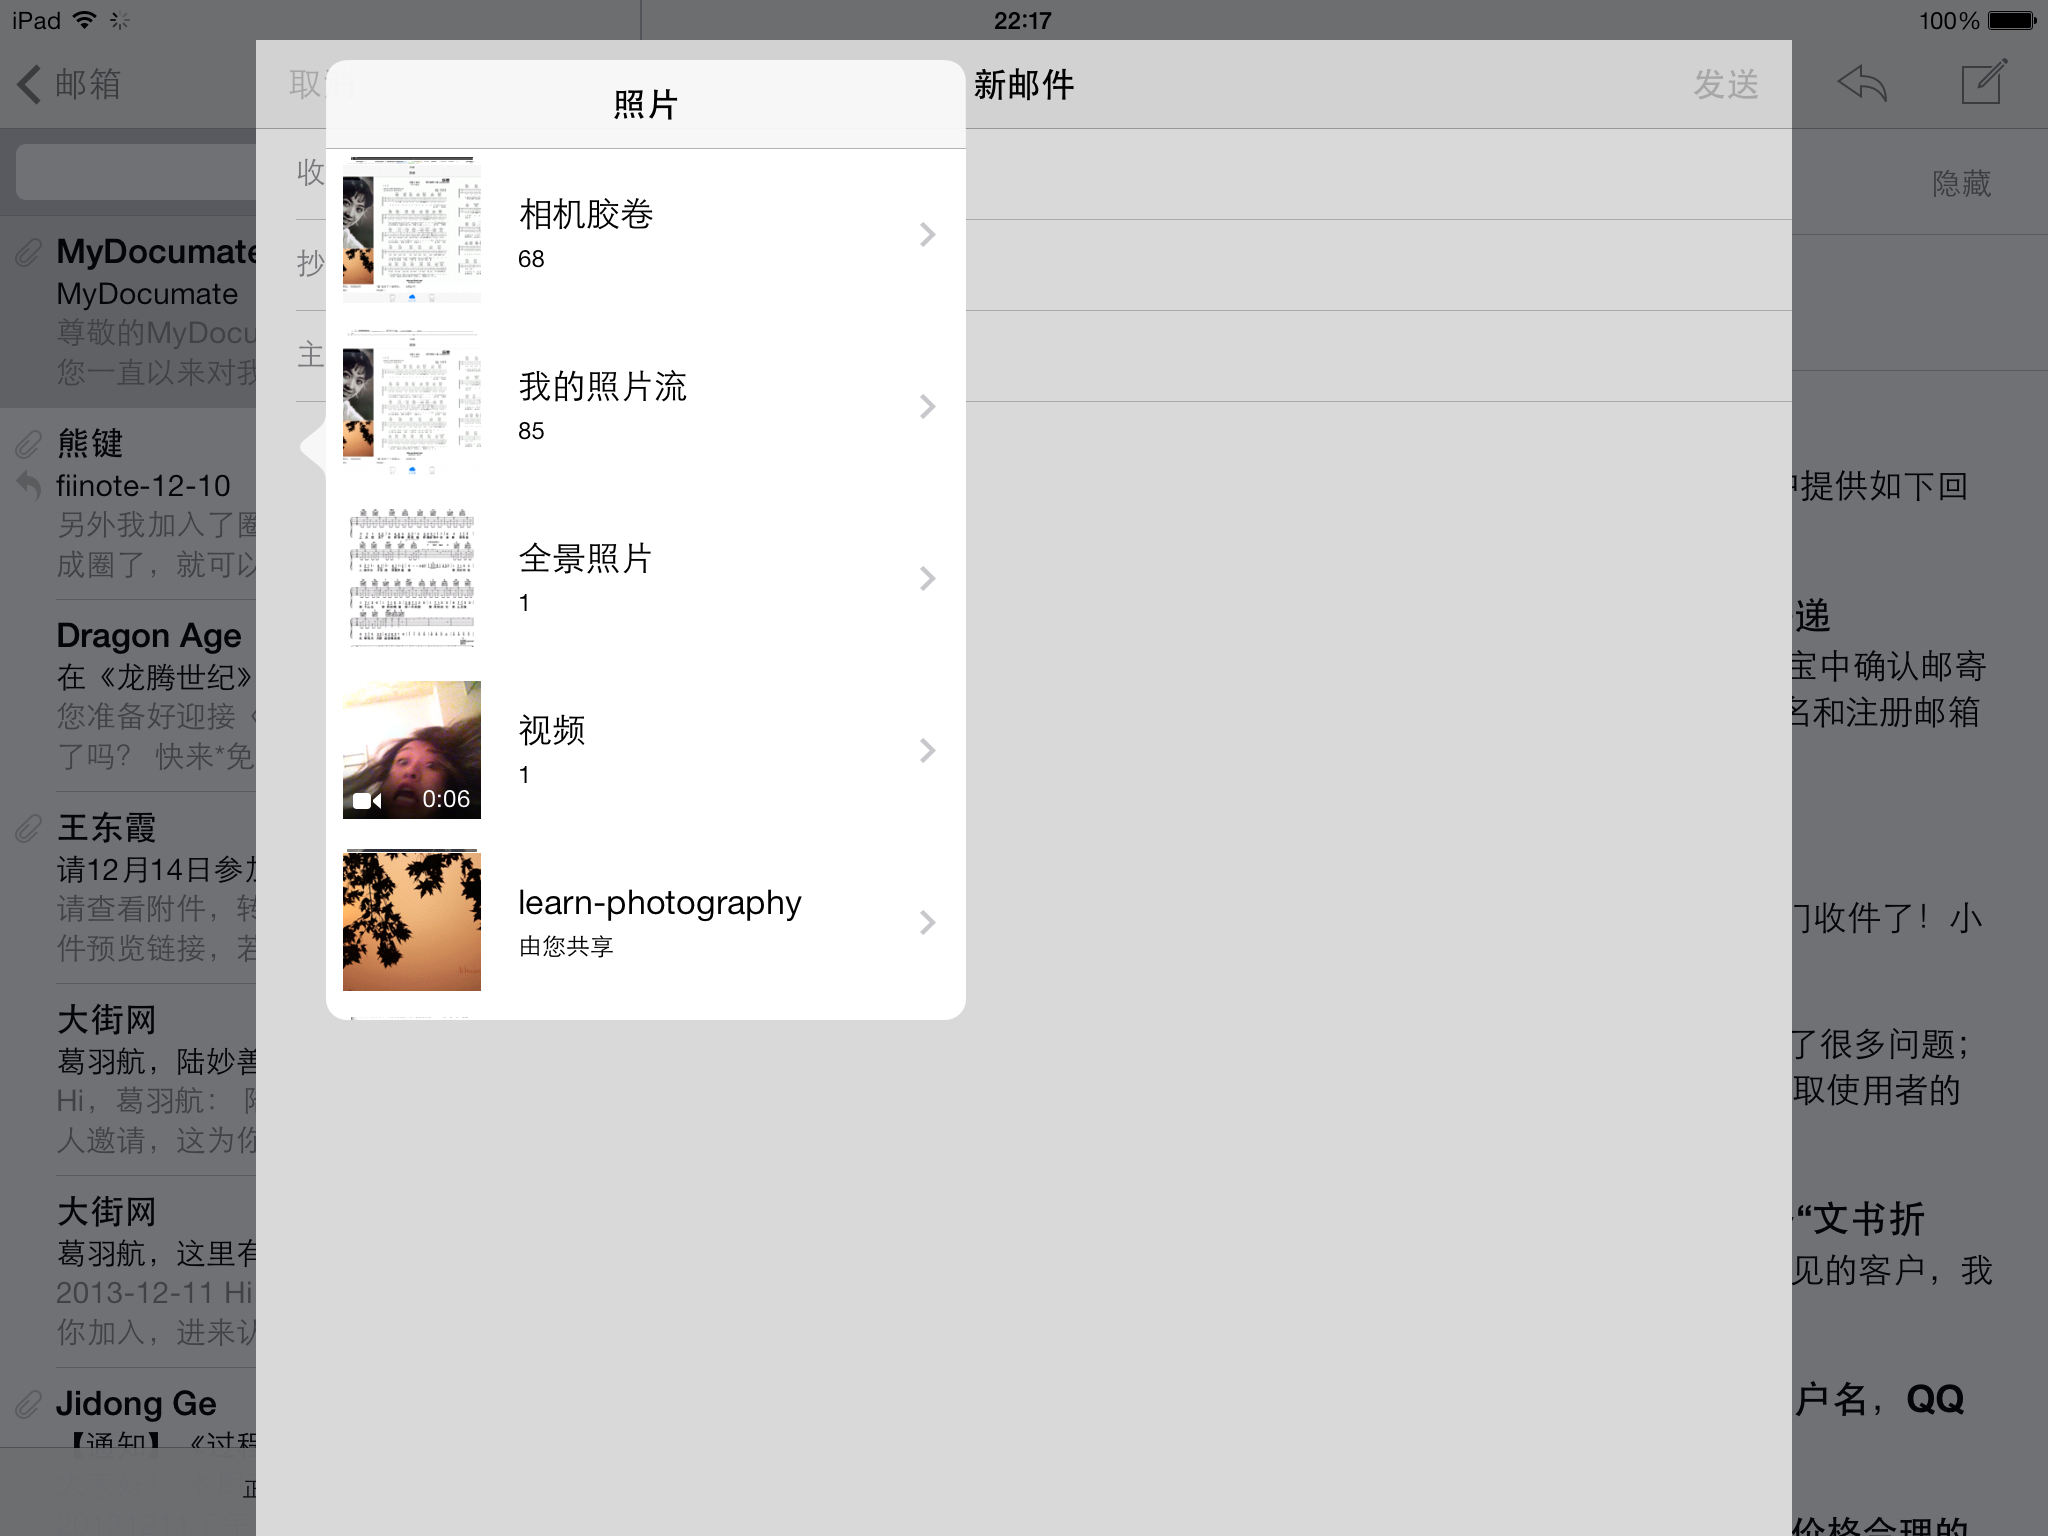 iPad
22:17
100%
邮箱
新邮件
发送
照片
隐藏
相机胶卷
68
我的照片流
85
全景照片
1
视频
1
0:06
learn-photography
由您共享
收
抄
主
MyDocumate
MyDocumate
尊敬的MyDocu
您一直以来对我
熊键
fiinote-12-10
另外我加入了圈
成圈了，就可以
Dragon Age
在《龙腾世纪》
您准备好迎接《
了吗？ 快来*免
王东霞
请12月14日参加
请查看附件，转
件预览链接，若
大街网
葛羽航，陆妙善
Hi，葛羽航：
人邀请，这为你
大街网
葛羽航，这里有
2013-12-11 Hi
你加入，进来认
Jidong Ge
【通知】《过程
中提供如下回
递
宝中确认邮寄
名和注册邮箱
门收件了！小
了很多问题；
取使用者的
“文书折
见的客户，我
户名，QQ
价格合理的